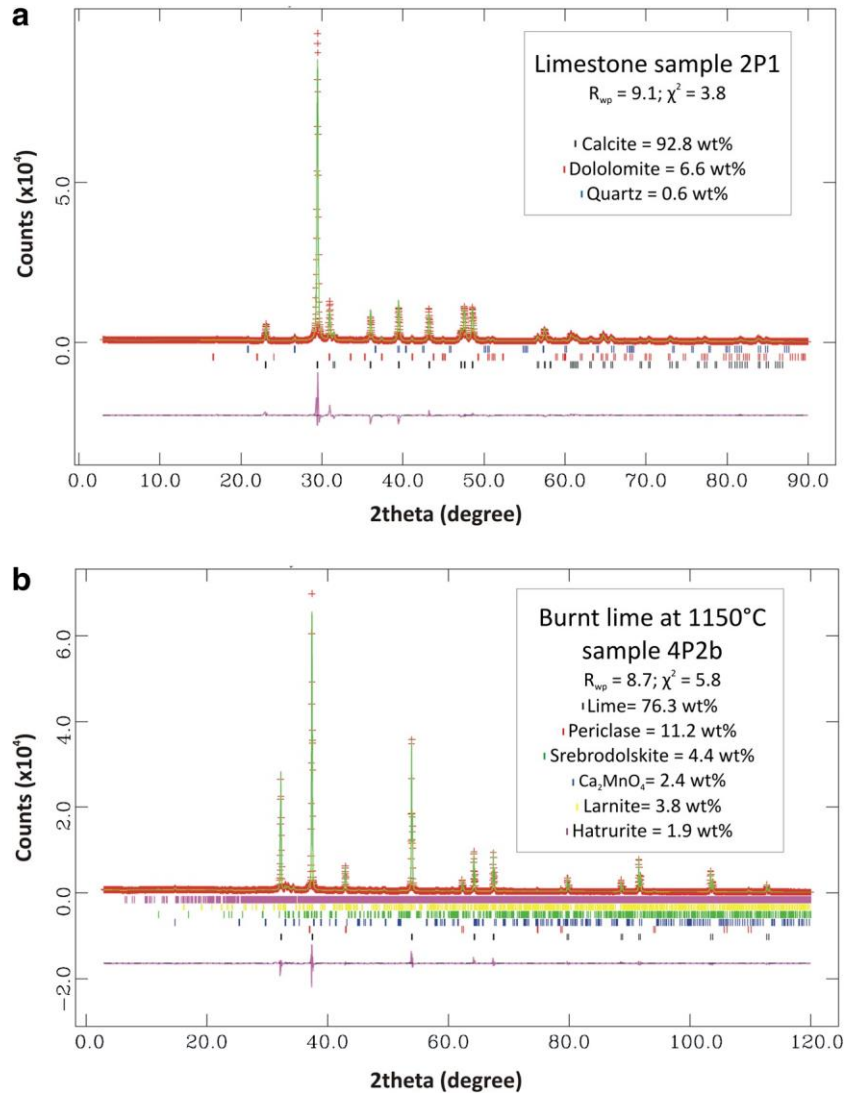 a
Limestone sample 2P1
R_wp = 9.1; χ² = 3.8
Calcite = 92.8 wt%
Dololomite = 6.6 wt%
Quartz = 0.6 wt%
Counts (x10⁴)
5.0
0.0
0.0 10.0 20.0 30.0 40.0 50.0 60.0 70.0 80.0 90.0
2theta (degree)
b
Burnt lime at 1150°C
sample 4P2b
R_wp = 8.7; χ² = 5.8
Lime= 76.3 wt%
Periclase = 11.2 wt%
Srebrodolskite = 4.4 wt%
Ca₂MnO₄= 2.4 wt%
Larnite= 3.8 wt%
Hatrurite = 1.9 wt%
Counts (x10⁴)
6.0
4.0
2.0
0.0
−2.0
0.0 20.0 40.0 60.0 80.0 100.0 120.0
2theta (degree)